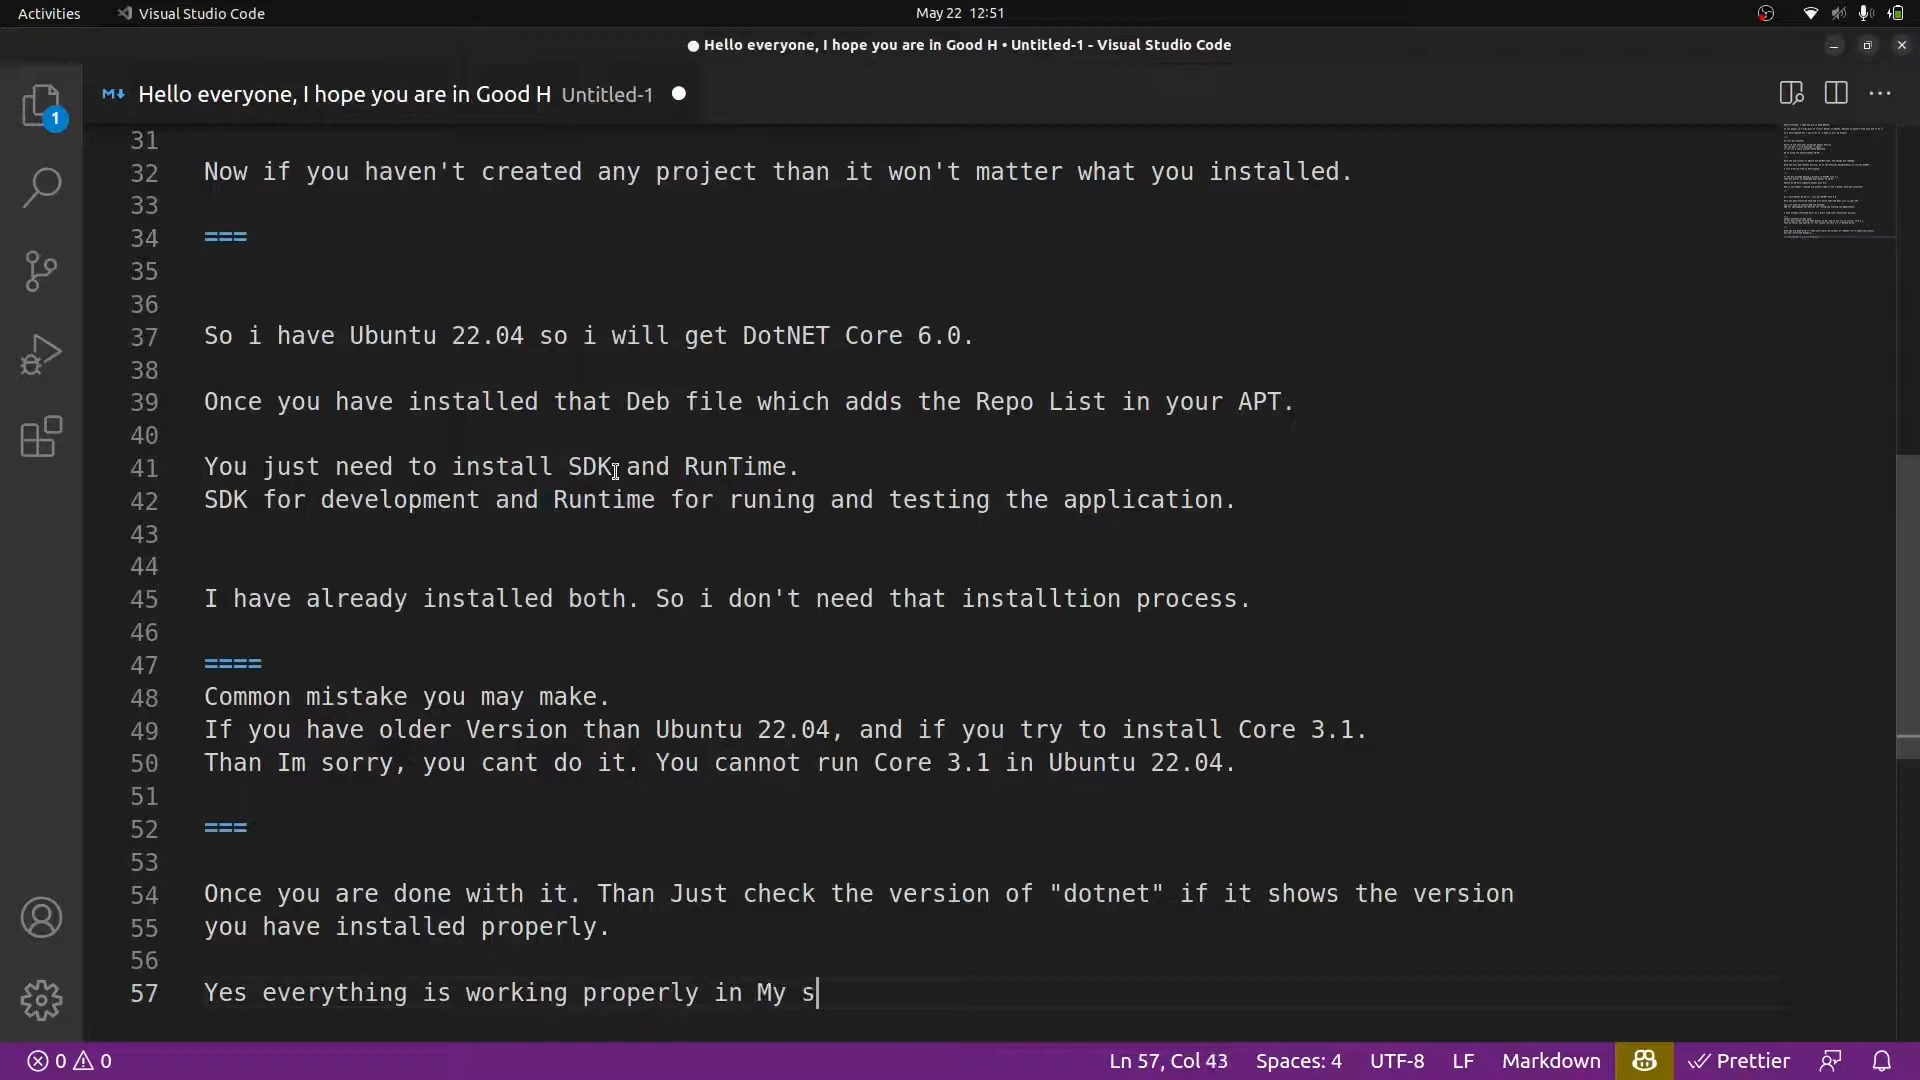 Activities Visual Studio Code May 22 12:51
● Hello everyone, I hope you are in Good H • Untitled-1 - Visual Studio Code
Hello everyone, I hope you are in Good H Untitled-1 ●
1
31
32 Now if you haven't created any project than it won't matter what you installed.
33
34 ===
35
36
37 So i have Ubuntu 22.04 so i will get DotNET Core 6.0.
38
39 Once you have installed that Deb file which adds the Repo List in your APT.
40
41 You just need to install SDK and RunTime.
42 SDK for development and Runtime for runing and testing the application.
43
44
45 I have already installed both. So i don't need that installtion process.
46
47 ====
48 Common mistake you may make.
49 If you have older Version than Ubuntu 22.04, and if you try to install Core 3.1.
50 Than Im sorry, you cant do it. You cannot run Core 3.1 in Ubuntu 22.04.
51
52 ===
53
54 Once you are done with it. Than Just check the version of "dotnet" if it shows the version
55 you have installed properly.
56
57 Yes everything is working properly in My s
0 0 Ln 57, Col 43 Spaces: 4 UTF-8 LF Markdown Prettier